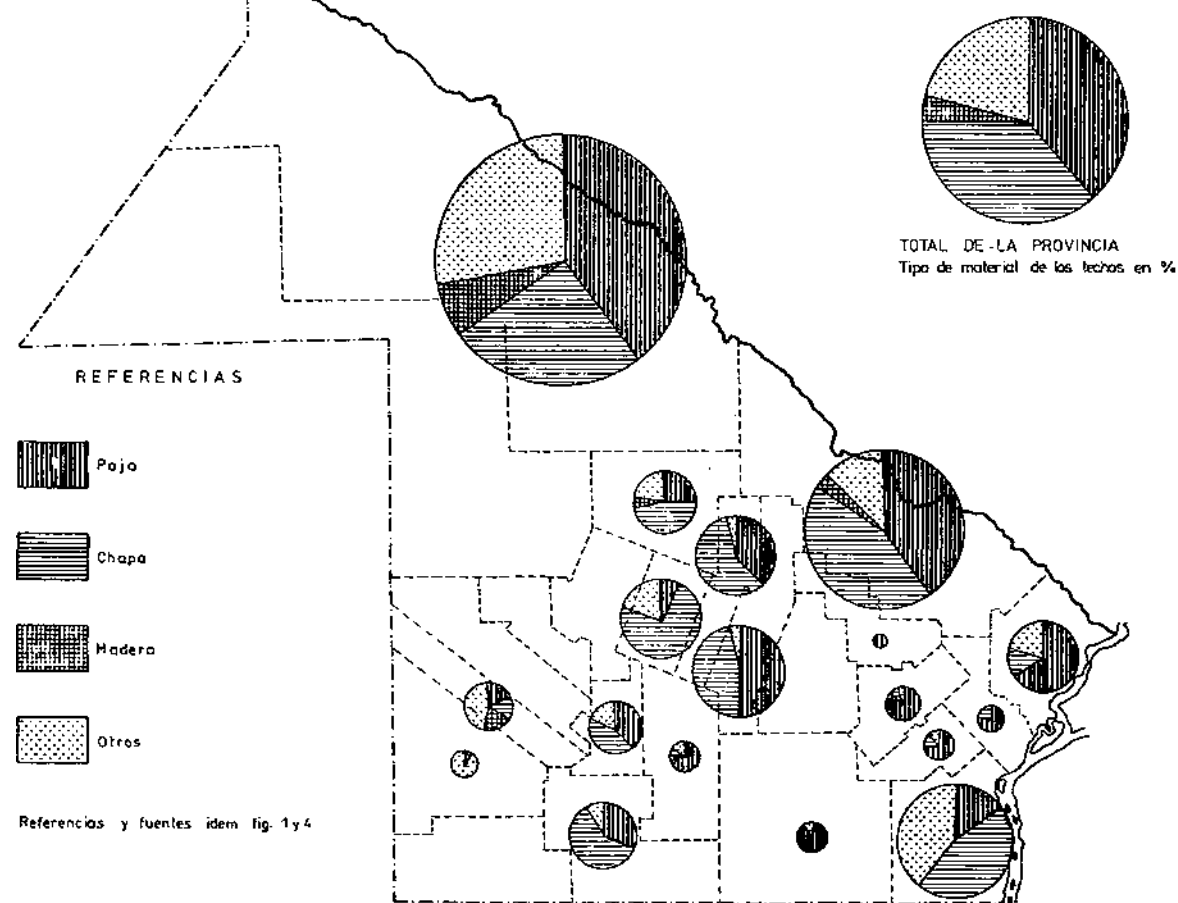 TOTAL DE LA PROVINCIA
Tipo de material de los techos en %
REFERENCIAS
Paja
Chapa
Madera
Otros
Referencias y fuentes idem fig. 1 y 4